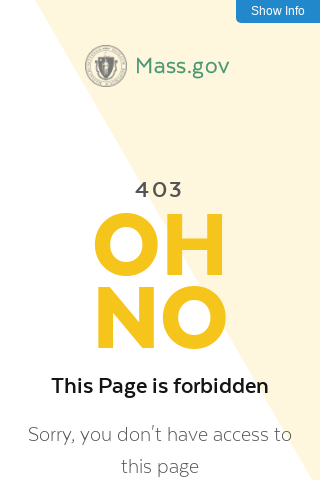 Show Info
Mass.gov
403
OH
NO
This Page is forbidden
Sorry, you don't have access to
this page